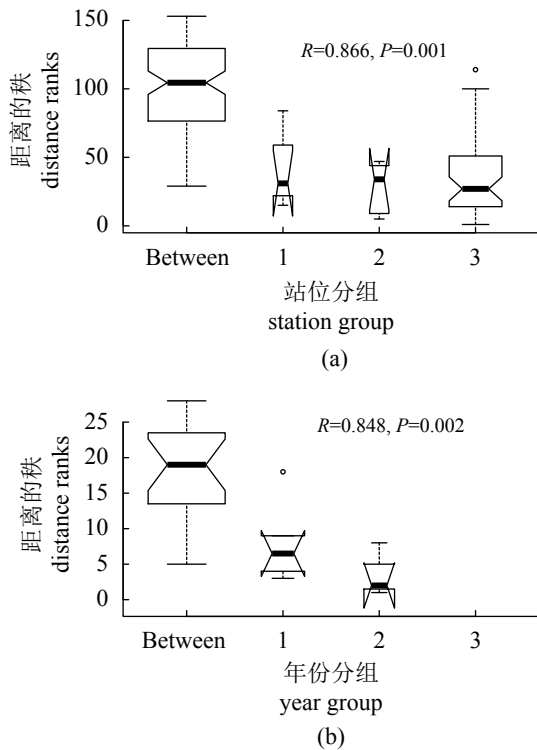 150
100
50
0
距离的秩
distance ranks
R=0.866, P=0.001
Between 1 2 3
站位分组
station group
(a)
25
20
15
10
5
0
距离的秩
distance ranks
R=0.848, P=0.002
Between 1 2 3
年份分组
year group
(b)